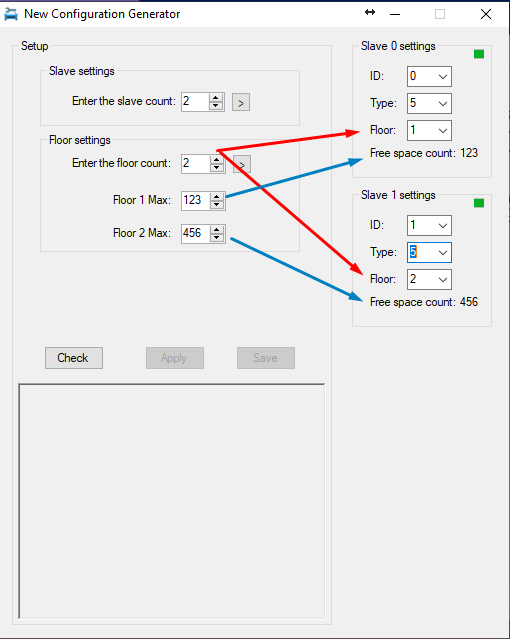 New Configuration Generator
Setup
Slave settings
Enter the slave count: 2 >
Floor settings
Enter the floor count: 2 >
Floor 1 Max: 123
Floor 2 Max: 456
Check Apply Save
Slave 0 settings
ID: 0
Type: 5
Floor: 1
Free space count: 123
Slave 1 settings
ID: 1
Type: 5
Floor: 2
Free space count: 456